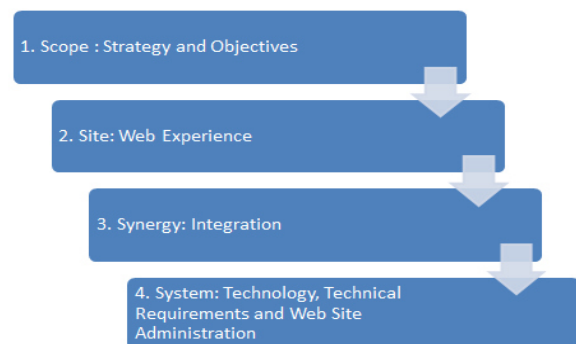 1. Scope : Strategy and Objectives
2. Site: Web Experience
3. Synergy: Integration
4. System: Technology, Technical
Requirements and Web Site
Administration